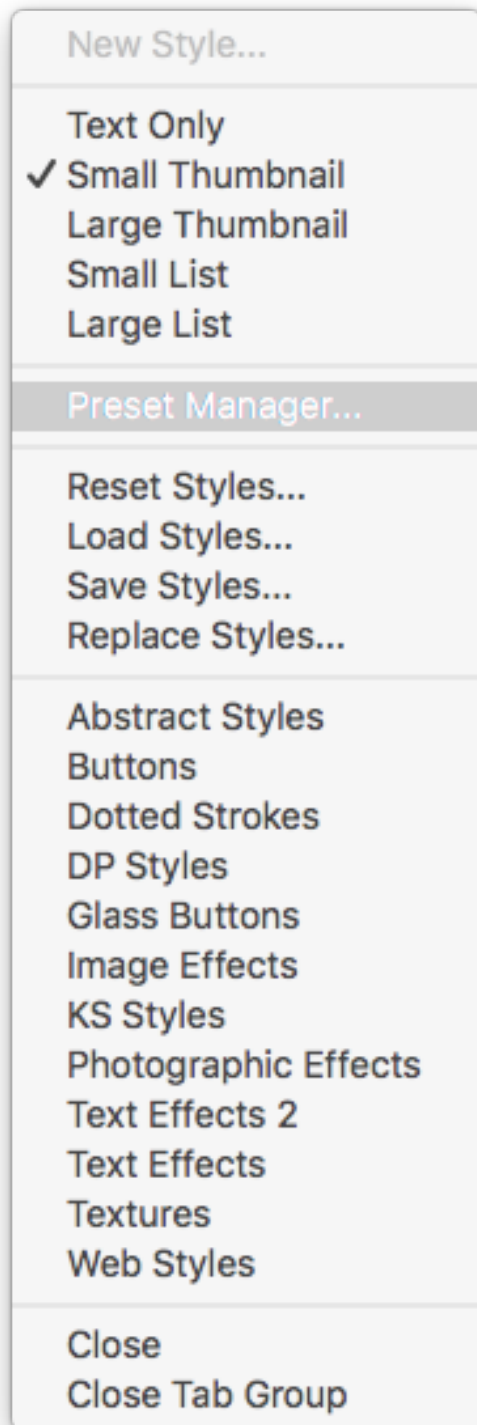 New Style...
Text Only
✓ Small Thumbnail
Large Thumbnail
Small List
Large List
Preset Manager...
Reset Styles...
Load Styles...
Save Styles...
Replace Styles...
Abstract Styles
Buttons
Dotted Strokes
DP Styles
Glass Buttons
Image Effects
KS Styles
Photographic Effects
Text Effects 2
Text Effects
Textures
Web Styles
Close
Close Tab Group